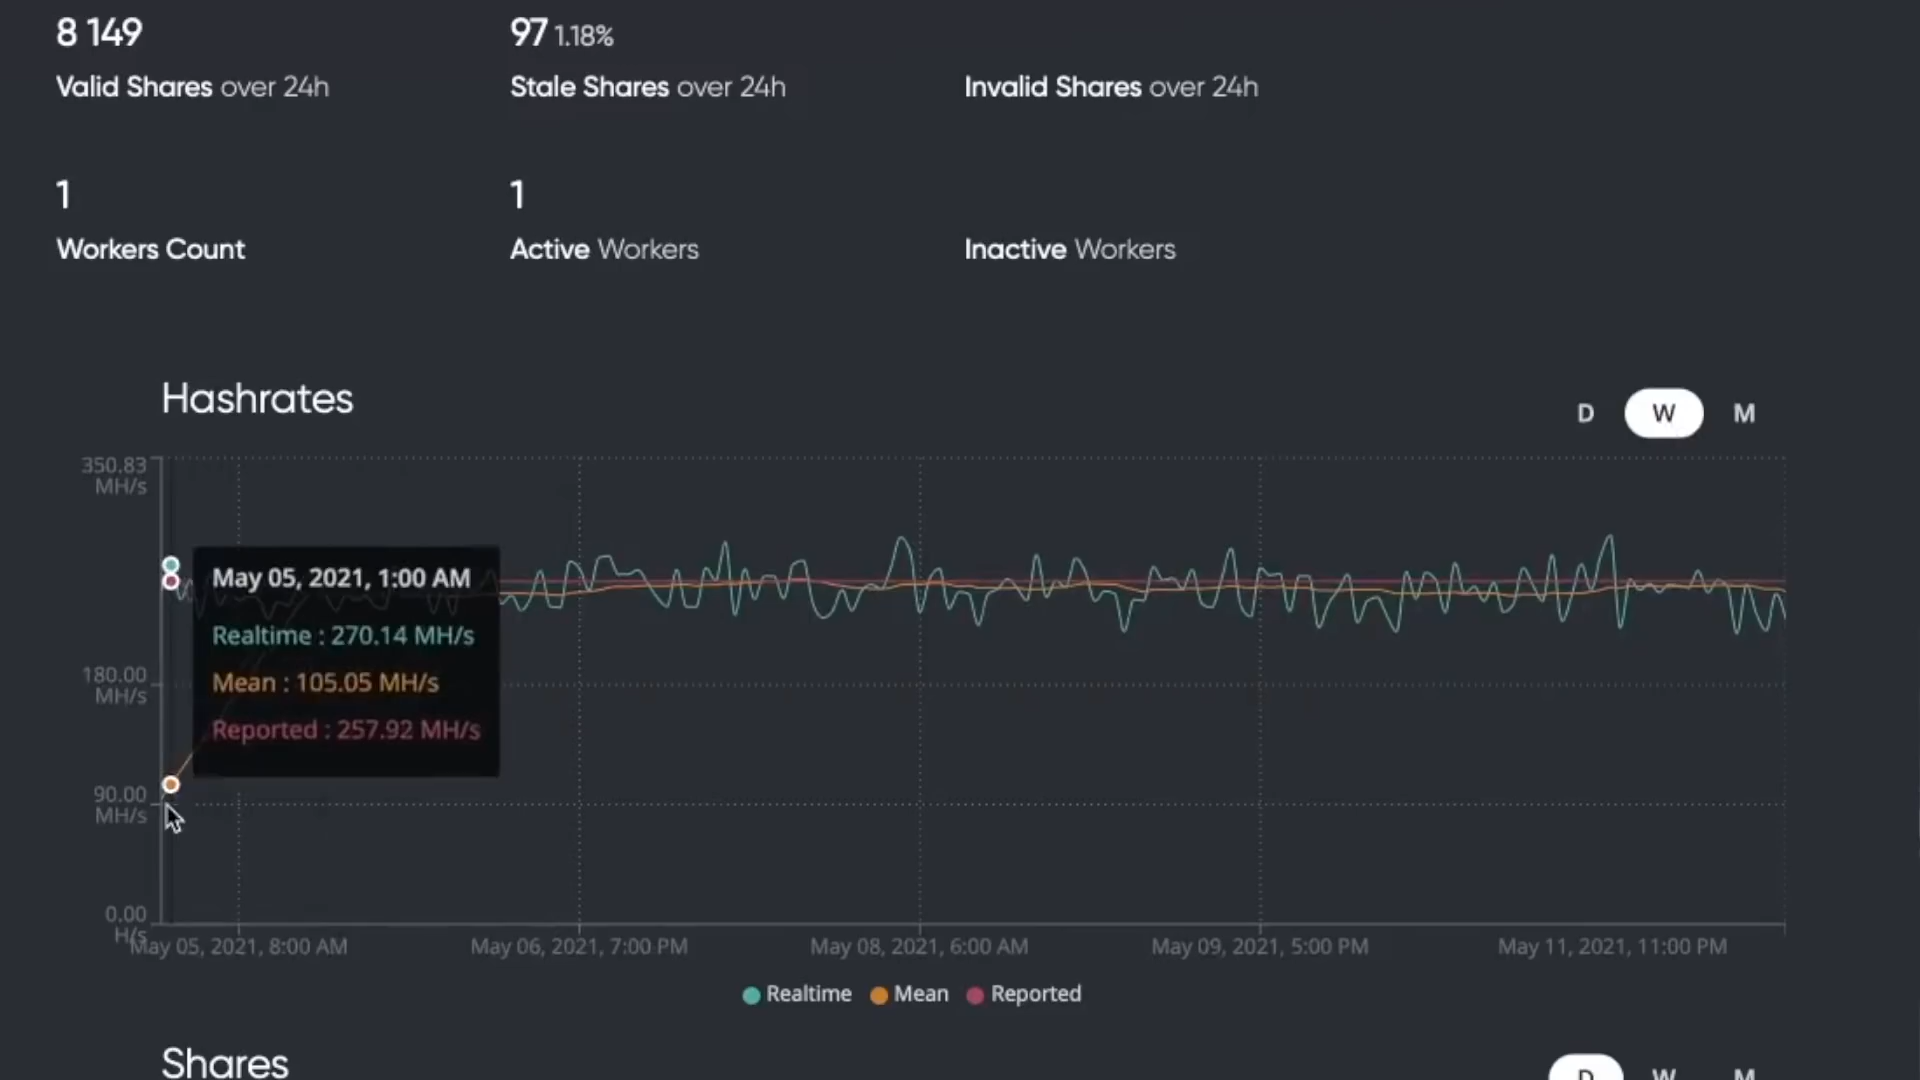 8 149
97 1.18%
Valid Shares over 24h
Stale Shares over 24h
Invalid Shares over 24h
1
1
Workers Count
Active Workers
Inactive Workers
Hashrates
D W M
350.83
MH/s
May 05, 2021, 1:00 AM
Realtime : 270.14 MH/s
Mean : 105.05 MH/s
Reported : 257.92 MH/s
180.00
MH/s
90.00
MH/s
0.00
H/s
May 05, 2021, 8:00 AM
May 06, 2021, 7:00 PM
May 08, 2021, 6:00 AM
May 09, 2021, 5:00 PM
May 11, 2021, 11:00 PM
Realtime Mean Reported
Shares
D W M